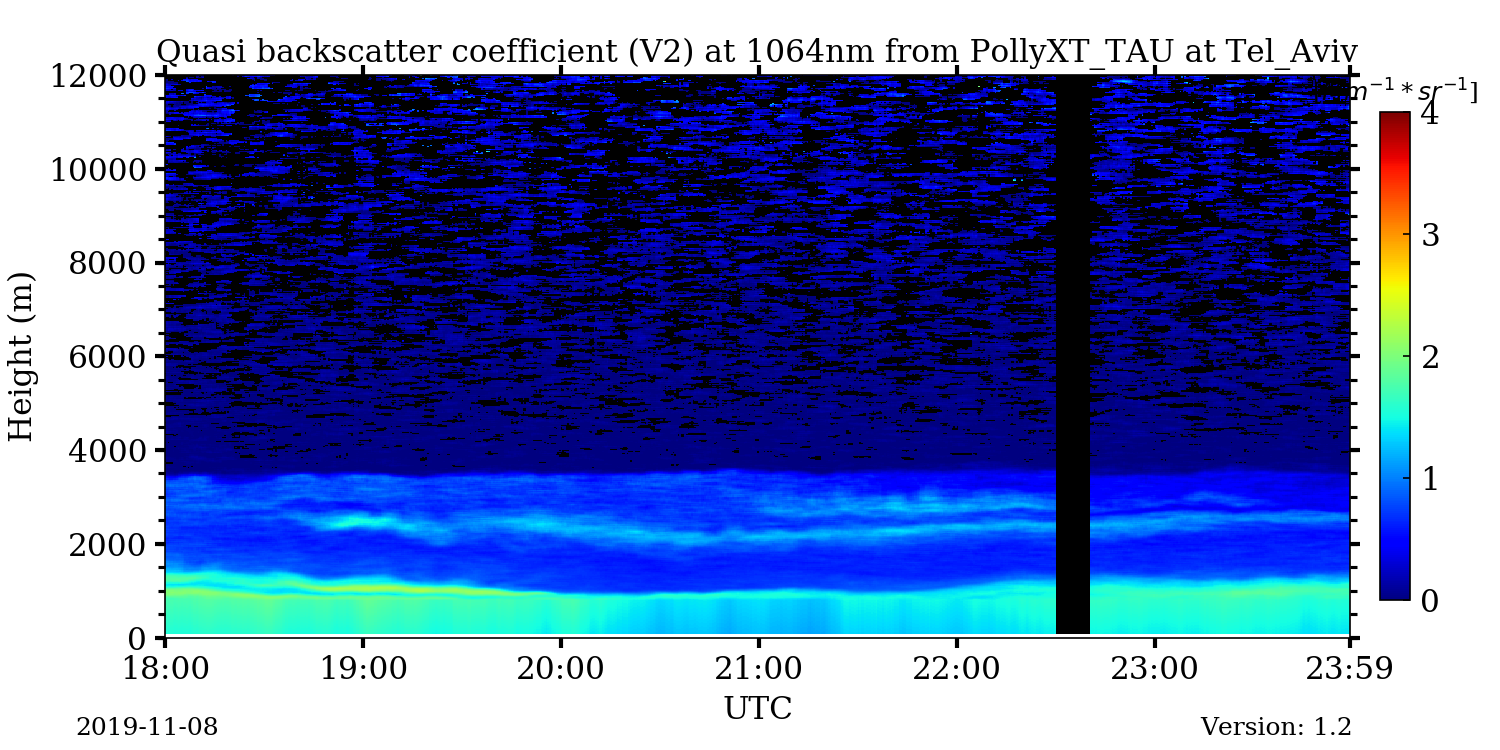 Quasi backscatter coefficient (V2) at 1064nm from PollyXT_TAU at Tel_Aviv
m⁻¹ * sr⁻¹]
12000
10000
8000
6000
4000
2000
0
Height (m)
4
3
2
1
0
18:00 19:00 20:00 21:00 22:00 23:00 23:59
UTC
2019-11-08
Version: 1.2